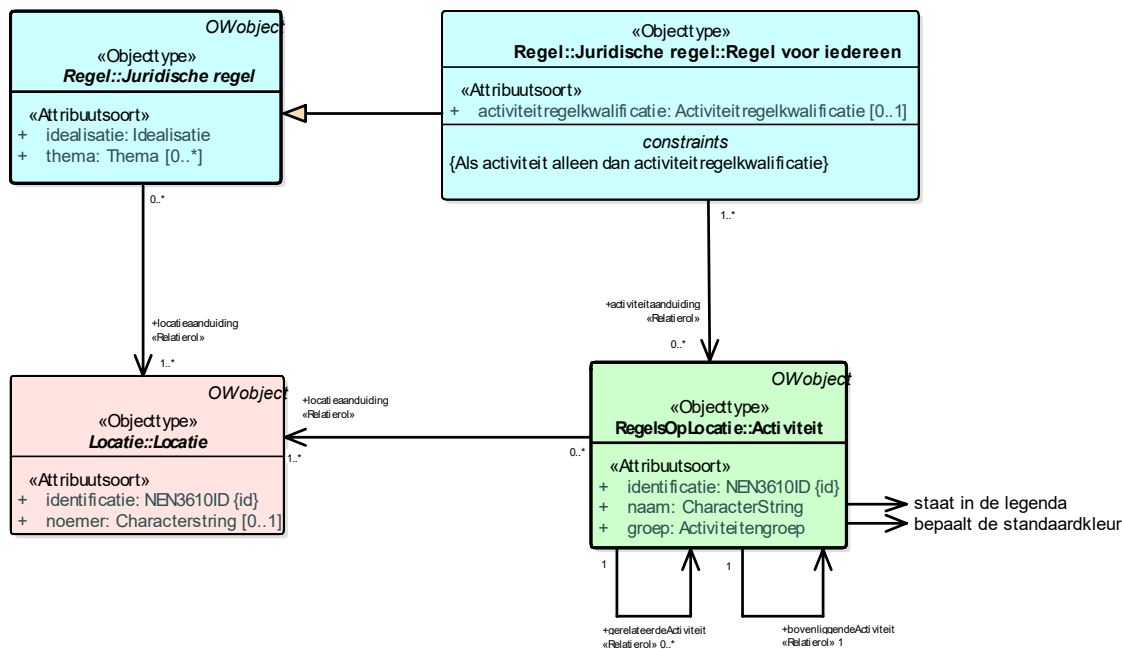 OWobject
«Objecttype»
Regel::Juridische regel
«Attribuutsoort»
+ idealisatie: Idealisatie
+ thema: Thema [0..*]
«Objecttype»
Regel::Juridische regel::Regel voor iedereen
«Attribuutsoort»
+ activiteitregelkwalificatie: Activiteitregelkwalificatie [0..1]
constraints
{Als activiteit alleen dan activiteitregelkwalificatie}
0..*
+locatieaanduiding
«Relatierol»
1..*
1..*
+activiteitaanduiding
«Relatierol»
0..*
OWobject
«Objecttype»
Locatie::Locatie
«Attribuutsoort»
+ identificatie: NEN3610ID {id}
+ noemer: Characterstring [0..1]
+locatieaanduiding
«Relatierol»
1..*
0..*
OWobject
«Objecttype»
RegelsOpLocatie::Activiteit
«Attribuutsoort»
+ identificatie: NEN3610ID {id}
+ naam: CharacterString
+ groep: Activiteitengroep
staat in de legenda
bepaalt de standaardkleur
1
+gerelateerdeActiviteit
«Relatierol» 0..*
1
+bovenliggendeActiviteit
«Relatierol» 1